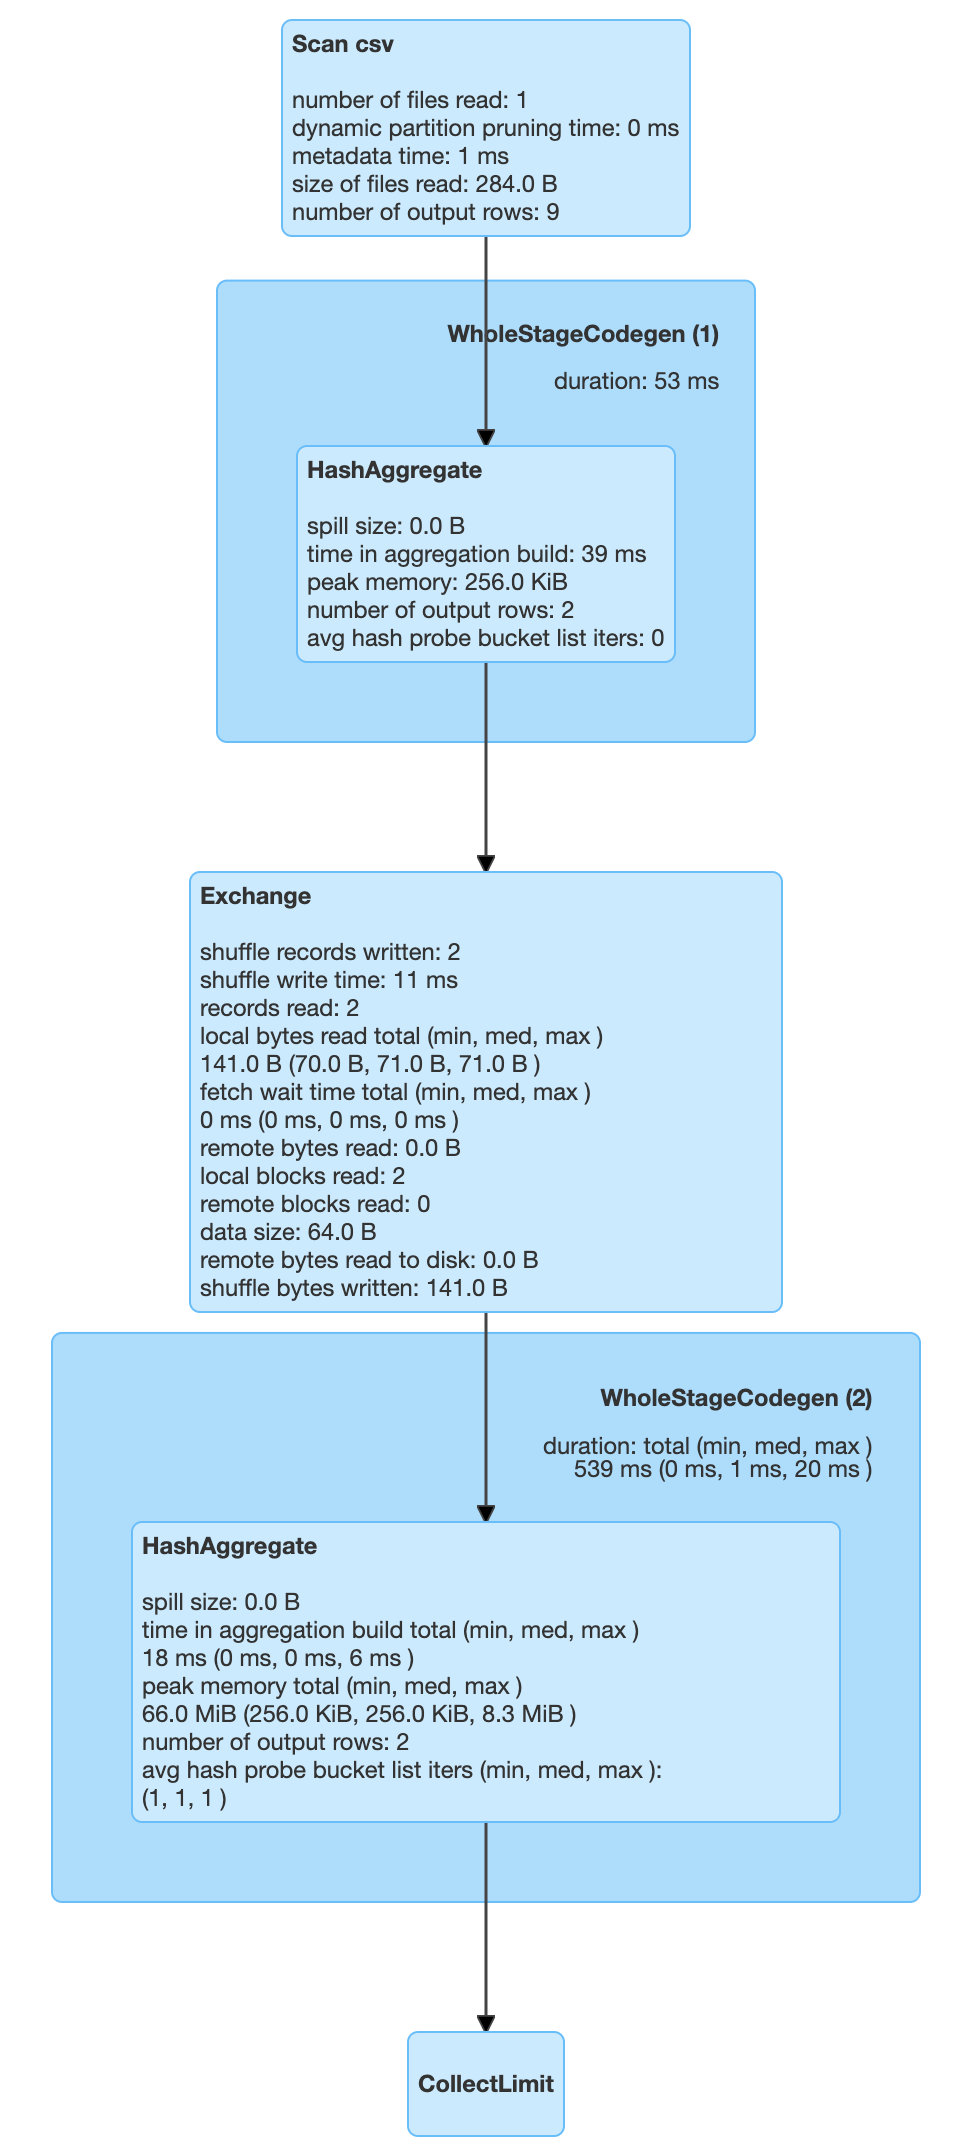 Scan csv
number of files read: 1
dynamic partition pruning time: 0 ms
metadata time: 1 ms
size of files read: 284.0 B
number of output rows: 9
WholeStageCodegen (1)
duration: 53 ms
HashAggregate
spill size: 0.0 B
time in aggregation build: 39 ms
peak memory: 256.0 KiB
number of output rows: 2
avg hash probe bucket list iters: 0
Exchange
shuffle records written: 2
shuffle write time: 11 ms
records read: 2
local bytes read total (min, med, max )
141.0 B (70.0 B, 71.0 B, 71.0 B )
fetch wait time total (min, med, max )
0 ms (0 ms, 0 ms, 0 ms )
remote bytes read: 0.0 B
local blocks read: 2
remote blocks read: 0
data size: 64.0 B
remote bytes read to disk: 0.0 B
shuffle bytes written: 141.0 B
WholeStageCodegen (2)
duration: total (min, med, max )
539 ms (0 ms, 1 ms, 20 ms )
HashAggregate
spill size: 0.0 B
time in aggregation build total (min, med, max )
18 ms (0 ms, 0 ms, 6 ms )
peak memory total (min, med, max )
66.0 MiB (256.0 KiB, 256.0 KiB, 8.3 MiB )
number of output rows: 2
avg hash probe bucket list iters (min, med, max ):
(1, 1, 1 )
CollectLimit